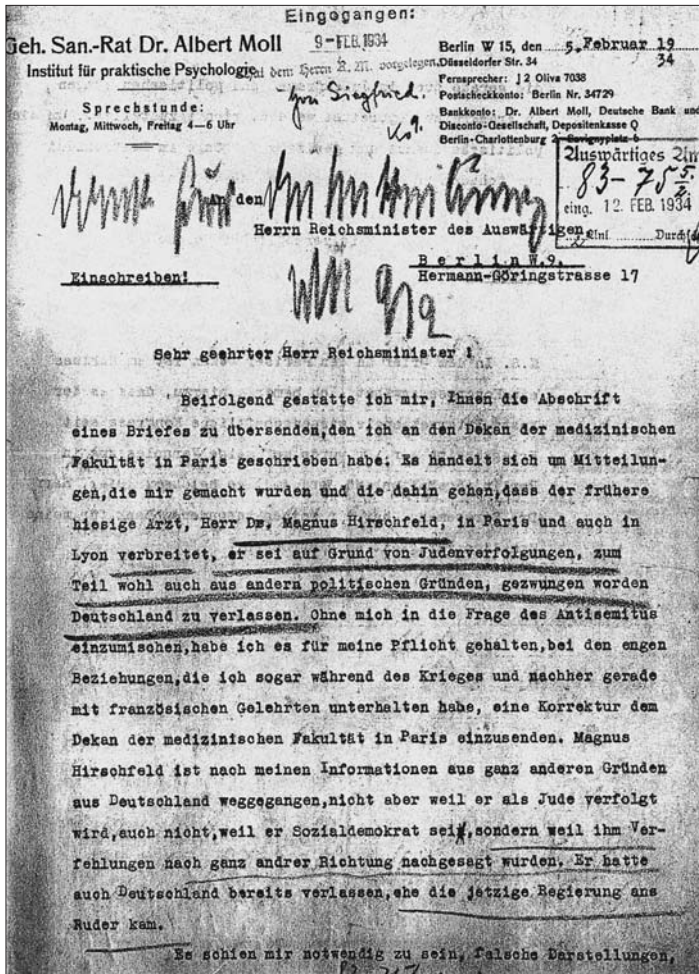 Eingegangen:
9-FEB. 1934
Geh. San.-Rat Dr. Albert Moll
Institut für praktische Psychologie
Sprechstunde:
Montag, Mittwoch, Freitag 4—6 Uhr
dem Herrn R. M. vorgelegen
Berlin W 15, den 5. Februar 19 34
Düsseldorfer Str. 34
Fernsprecher: J 2 Oliva 7038
Postscheckkonto: Berlin Nr. 34729
Bankkonto: Dr. Albert Moll, Deutsche Bank und
Disconto-Gesellschaft, Depositenkasse Q
Berlin-Charlottenburg 2, Savignyplatz 6
Auswärtiges Am
83-75
eing. 12. FEB. 1934
An den
Herrn Reichsminister des Auswärtigen
Berlin W.9.
Einschreiben!
Hermann-Göringstrasse 17
Sehr geehrter Herr Reichsminister !
Beifolgend gestatte ich mir, Ihnen die Abschrift
eines Briefes zu übersenden,den ich an den Dekan der medizinischen
Fakultät in Paris geschrieben habe. Es handelt sich um Mitteilun-
gen,die mir gemacht wurden und die dahin gehen,dass der frühere
hiesige Arzt, Herr Dr. Magnus Hirschfeld, in Paris und auch in
Lyon verbreitet, er sei auf Grund von Judenverfolgungen, zum
Teil wohl auch aus andern politischen Gründen, gezwungen worden
Deutschland zu verlassen. Ohne mich in die Frage des Antisemitus
einzumischen,habe ich es für meine Pflicht gehalten,bei den engen
Beziehungen,die ich sogar während des Krieges und nachher gerade
mit französischen Gelehrten unterhalten habe, eine Korrektur dem
Dekan der medizinischen Fakultät in Paris einzusenden. Magnus
Hirschfeld ist nach meinen Informationen aus ganz anderen Gründen
aus Deutschland weggegangen,nicht aber weil er als Jude verfolgt
wird,auch nicht,weil er Sozialdemokrat sei,sondern weil ihm Ver-
fehlungen nach ganz andrer Richtung nachgesagt wurden. Er hatte
auch Deutschland bereits verlassen,ehe die jetzige Regierung ans
Ruder kam.
Es schien mir notwendig zu sein, falsche Darstellungen,